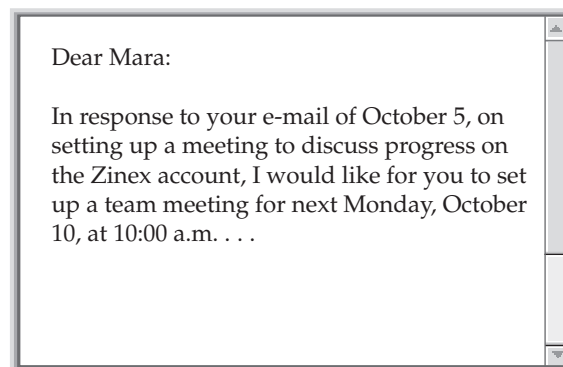 Dear Mara:
In response to your e-mail of October 5, on
setting up a meeting to discuss progress on
the Zinex account, I would like for you to set
up a team meeting for next Monday, October
10, at 10:00 a.m. . . .